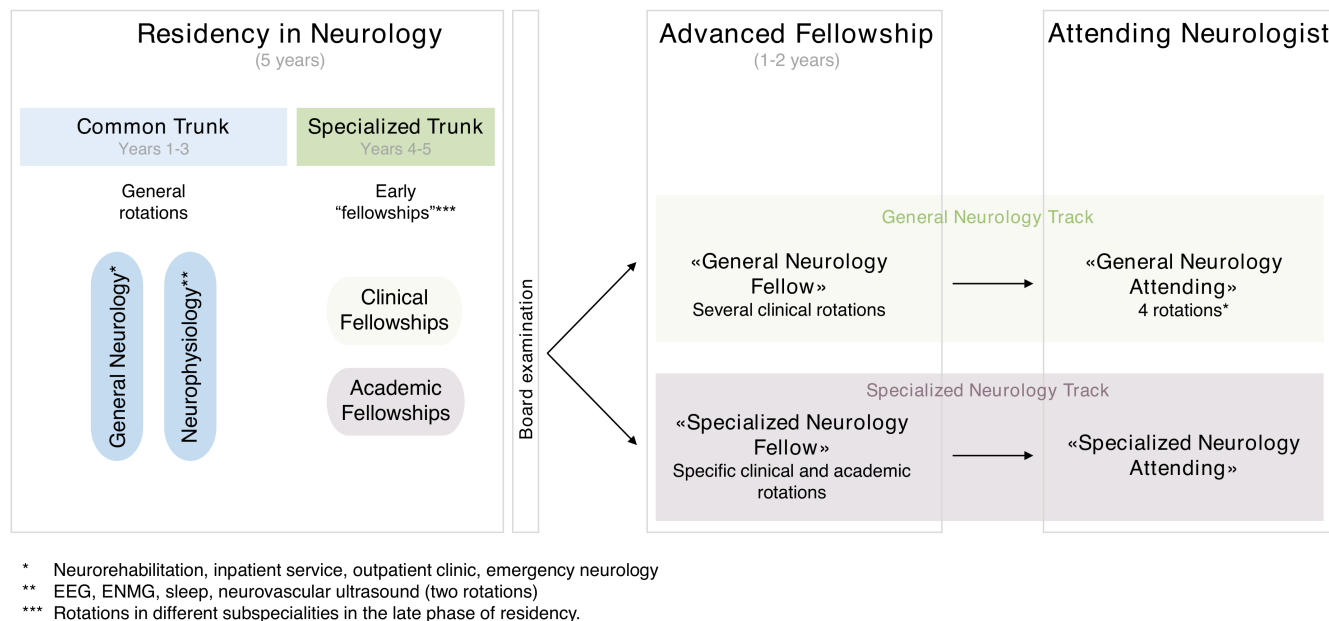 Residency in Neurology
(5 years)
Common Trunk
Years 1-3
General
rotations
General Neurology*
Neurophysiology**
Specialized Trunk
Years 4-5
Early
“fellowships”***
Clinical
Fellowships
Academic
Fellowships
Board examination
Advanced Fellowship
(1-2 years)
Attending Neurologist
General Neurology Track
«General Neurology
Fellow»
Several clinical rotations
«General Neurology
Attending»
4 rotations*
Specialized Neurology Track
«Specialized Neurology
Fellow»
Specific clinical and academic
rotations
«Specialized Neurology
Attending»
* Neurorehabilitation, inpatient service, outpatient clinic, emergency neurology
** EEG, ENMG, sleep, neurovascular ultrasound (two rotations)
*** Rotations in different subspecialities in the late phase of residency.